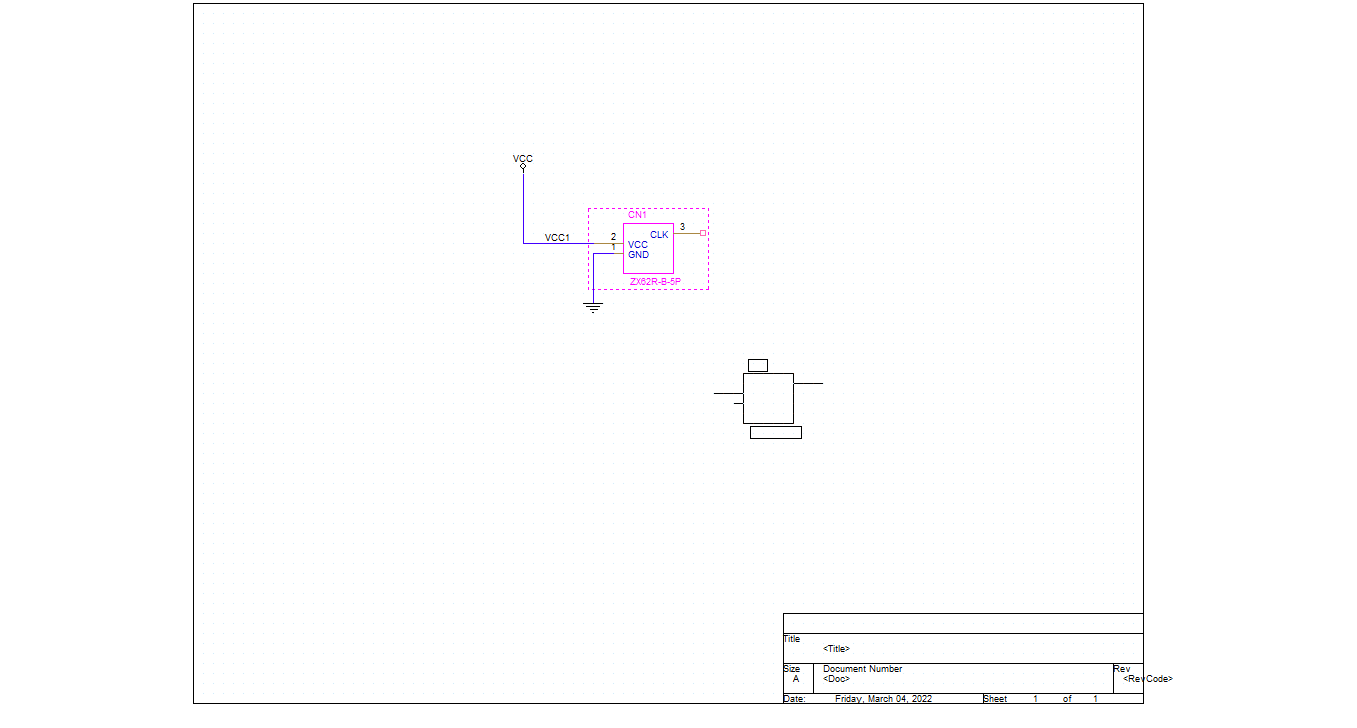 VCC
CN1
3
CLK
VCC1
2
VCC
1
GND
ZX62R-B-5P
Title
<Title>
Size
Document Number
Rev
A
<Doc>
<RevCode>
Date:
Friday, March 04, 2022
Sheet
1
of
1